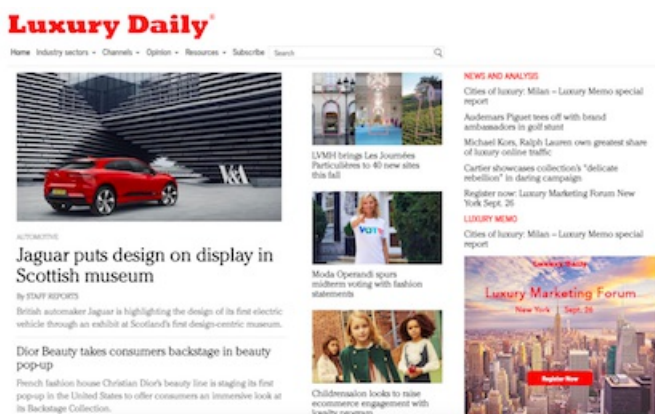 Luxury Daily®
Home Industry sectors Channels Opinion Resources Subscribe Search
V&A
AUTOMOTIVE
Jaguar puts design on display in
Scottish museum
By STAFF REPORTS
British automaker Jaguar is highlighting the design of its first electric
vehicle through an exhibit at Scotland's first design-centric museum.
Dior Beauty takes consumers backstage in beauty
pop-up
French fashion house Christian Dior's beauty line is staging its first
pop-up in the United States to offer consumers an immersive look at
its Backstage Collection.
LVMH brings Les Journées
Particulières to 40 new sites
this fall
VOTE
Moda Operandi spurs
midterm voting with fashion
statements
Childrensalon looks to raise
ecommerce engagement with
loyalty program
NEWS AND ANALYSIS
Cities of luxury: Milan – Luxury Memo special
report
Audemars Piguet tees off with brand
ambassadors in golf stunt
Michael Kors, Ralph Lauren own greatest share
of luxury online traffic
Cartier showcases collection's "delicate
rebellion" in daring campaign
Register now: Luxury Marketing Forum New
York Sept. 26
LUXURY MEMO
Cities of luxury: Milan – Luxury Memo special
report
Luxury Daily
Luxury Marketing Forum
New York Sept. 26
Register Now